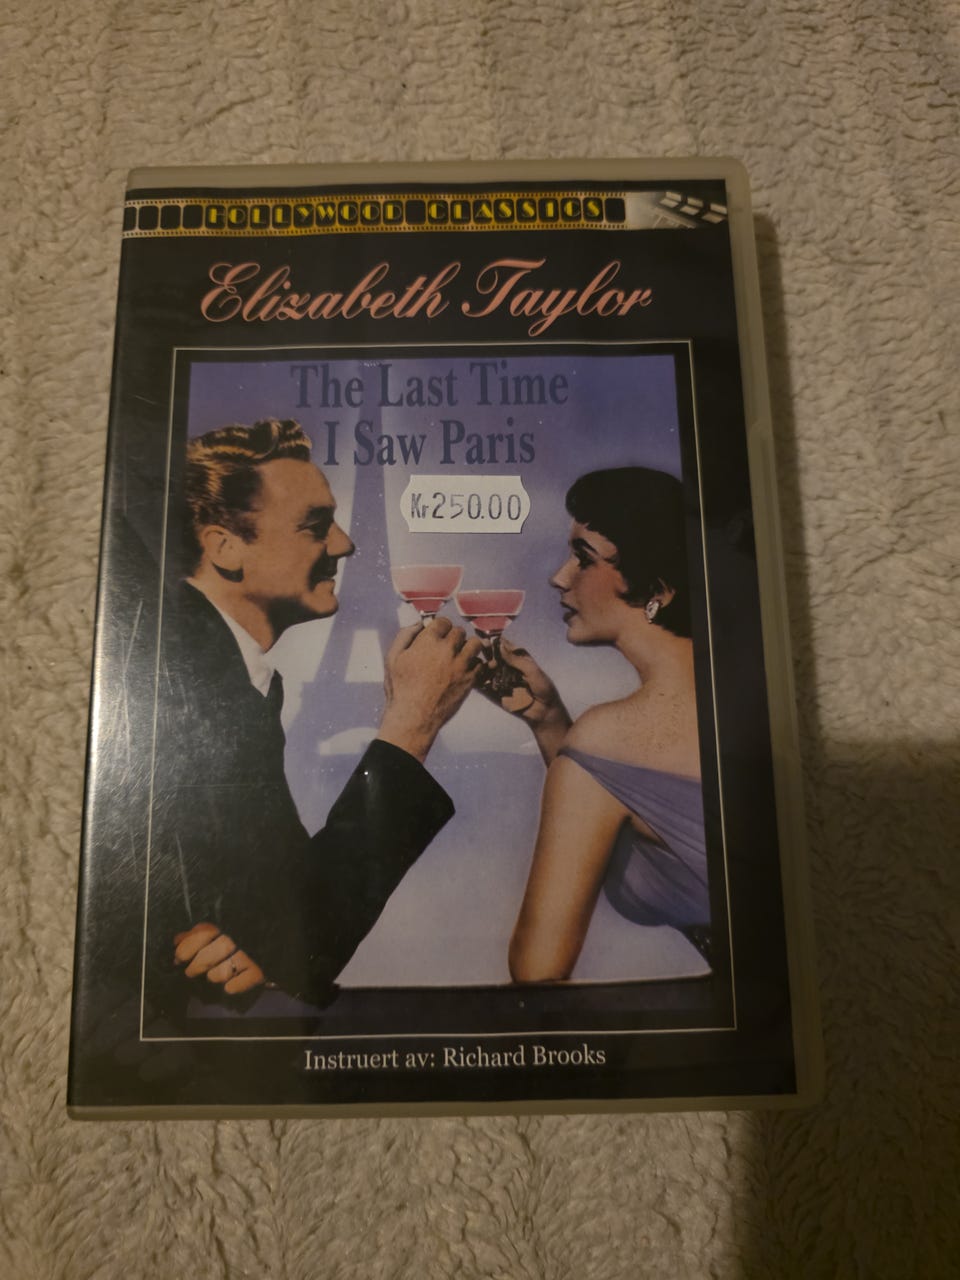 HOLLYWOOD CLASSICS
Elizabeth Taylor
The Last Time
I Saw Paris
Kr250.00
Instruert av: Richard Brooks